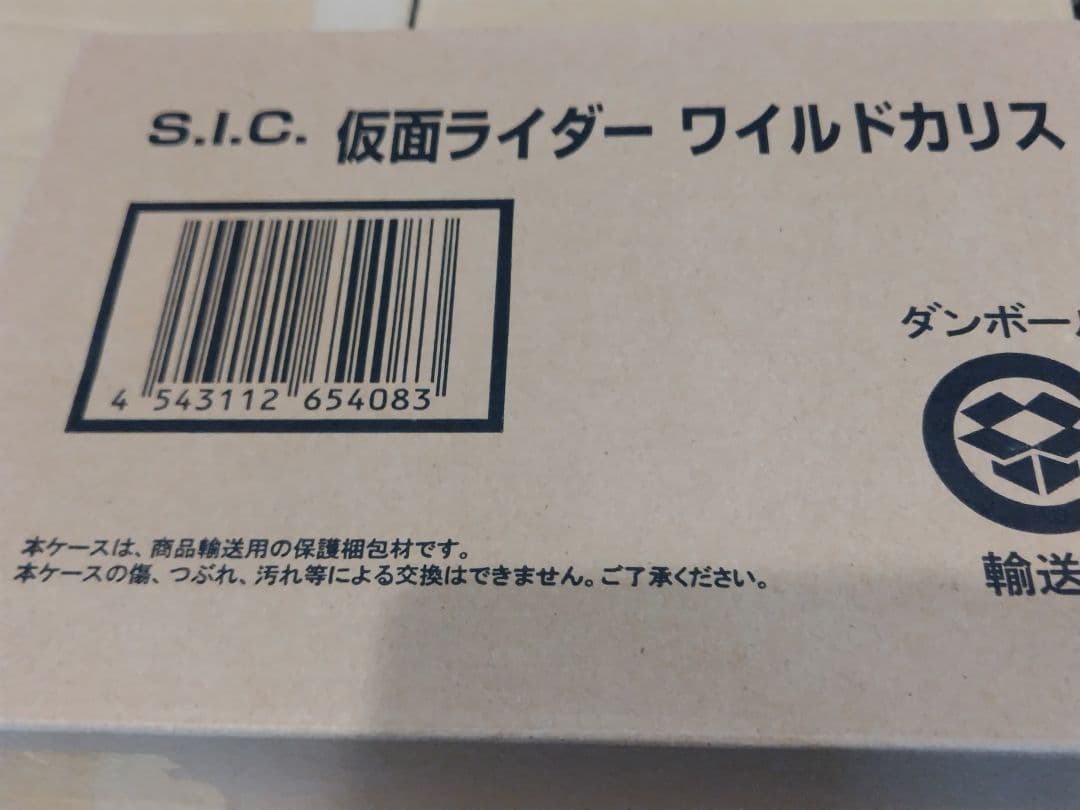 S.I.C. 仮面ライダー ワイルドカリス
4 543112 654083
ダンボー
輸送
本ケースは、商品輸送用の保護梱包材です。
本ケースの傷、つぶれ、汚れ等による交換はできません。ご了承ください。